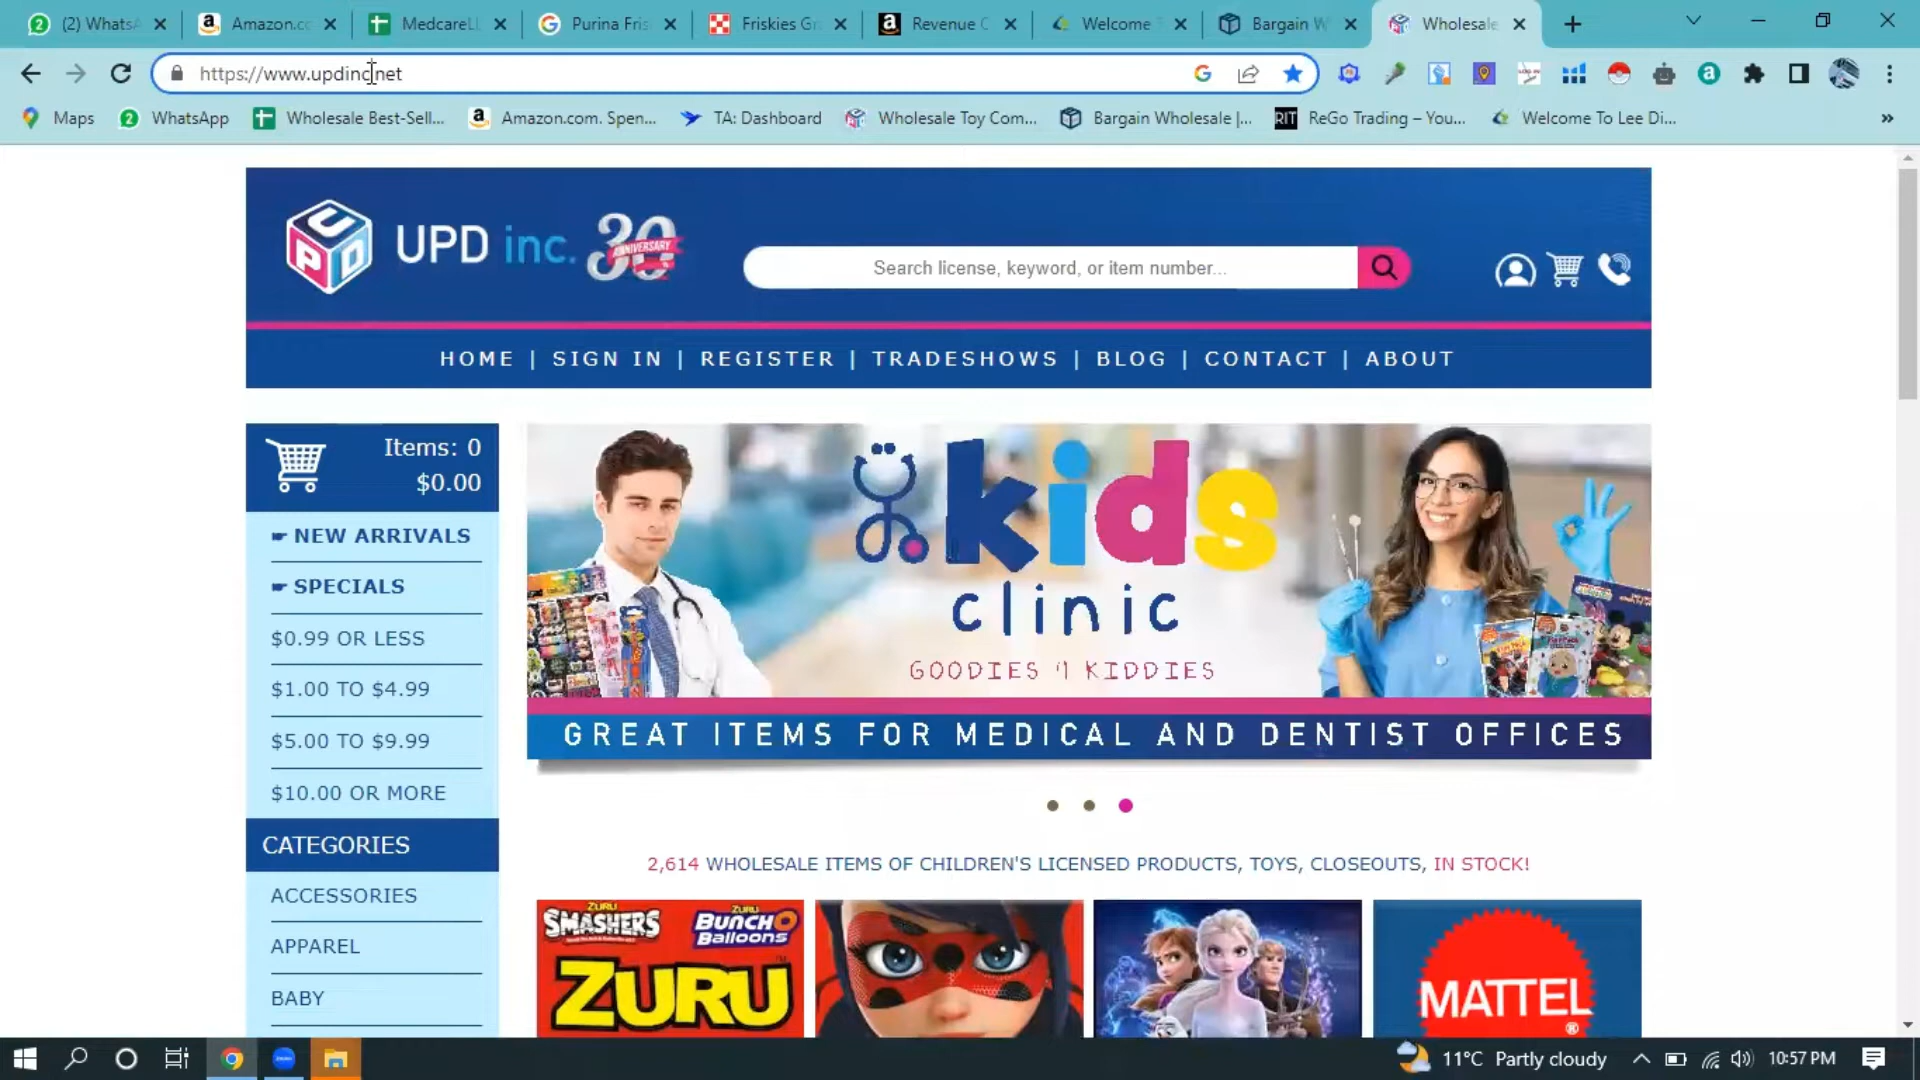 (2) Whats
Amazon.c
MedcareLL
Purina Fris
Friskies Gr
Revenue C
Welcome T
Bargain W
Wholesale
https://www.updinc.net
Maps
WhatsApp
Wholesale Best-Sell...
Amazon.com. Spen...
TA: Dashboard
Wholesale Toy Com...
Bargain Wholesale |...
RIT
ReGo Trading – You...
Welcome To Lee Di...
UPD inc. 30
ANNIVERSARY
Search license, keyword, or item number...
HOME | SIGN IN | REGISTER | TRADESHOWS | BLOG | CONTACT | ABOUT
Items: 0
$0.00
NEW ARRIVALS
SPECIALS
$0.99 OR LESS
$1.00 TO $4.99
$5.00 TO $9.99
$10.00 OR MORE
CATEGORIES
ACCESSORIES
APPAREL
BABY
kids
clinic
GOODIES 4 KIDDIES
GREAT ITEMS FOR MEDICAL AND DENTIST OFFICES
2,614 WHOLESALE ITEMS OF CHILDREN'S LICENSED PRODUCTS, TOYS, CLOSEOUTS, IN STOCK!
ZURU
SMASHERS
ZURU
BUNCH O
Balloons
ZURU
MATTEL
11°C Partly cloudy
10:57 PM